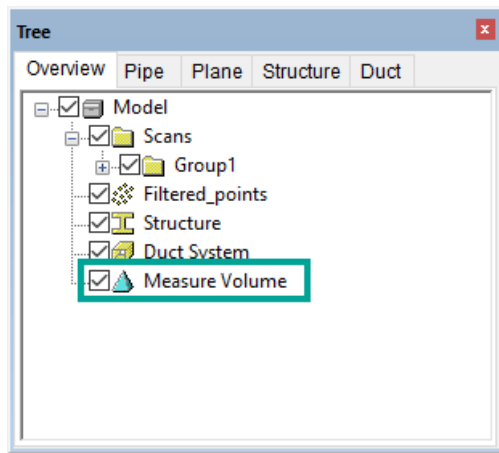 Tree
Overview Pipe Plane Structure Duct
Model
Scans
Group1
Filtered_points
Structure
Duct System
Measure Volume